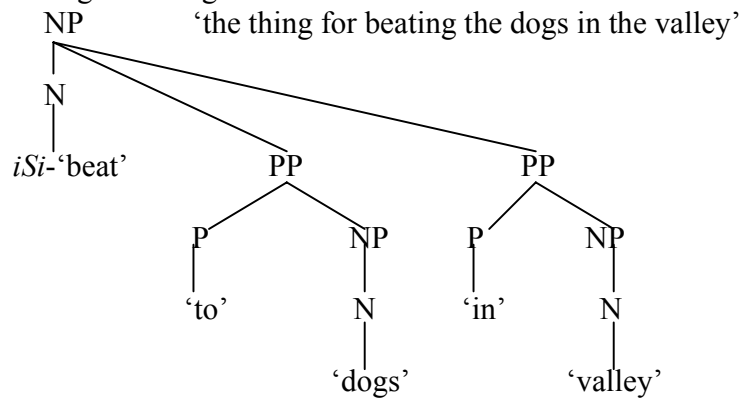 NP ‘the thing for beating the dogs in the valley’
N
iSi-‘beat’ PP PP
P NP P NP
‘to’ N ‘in’ N
‘dogs’ ‘valley’